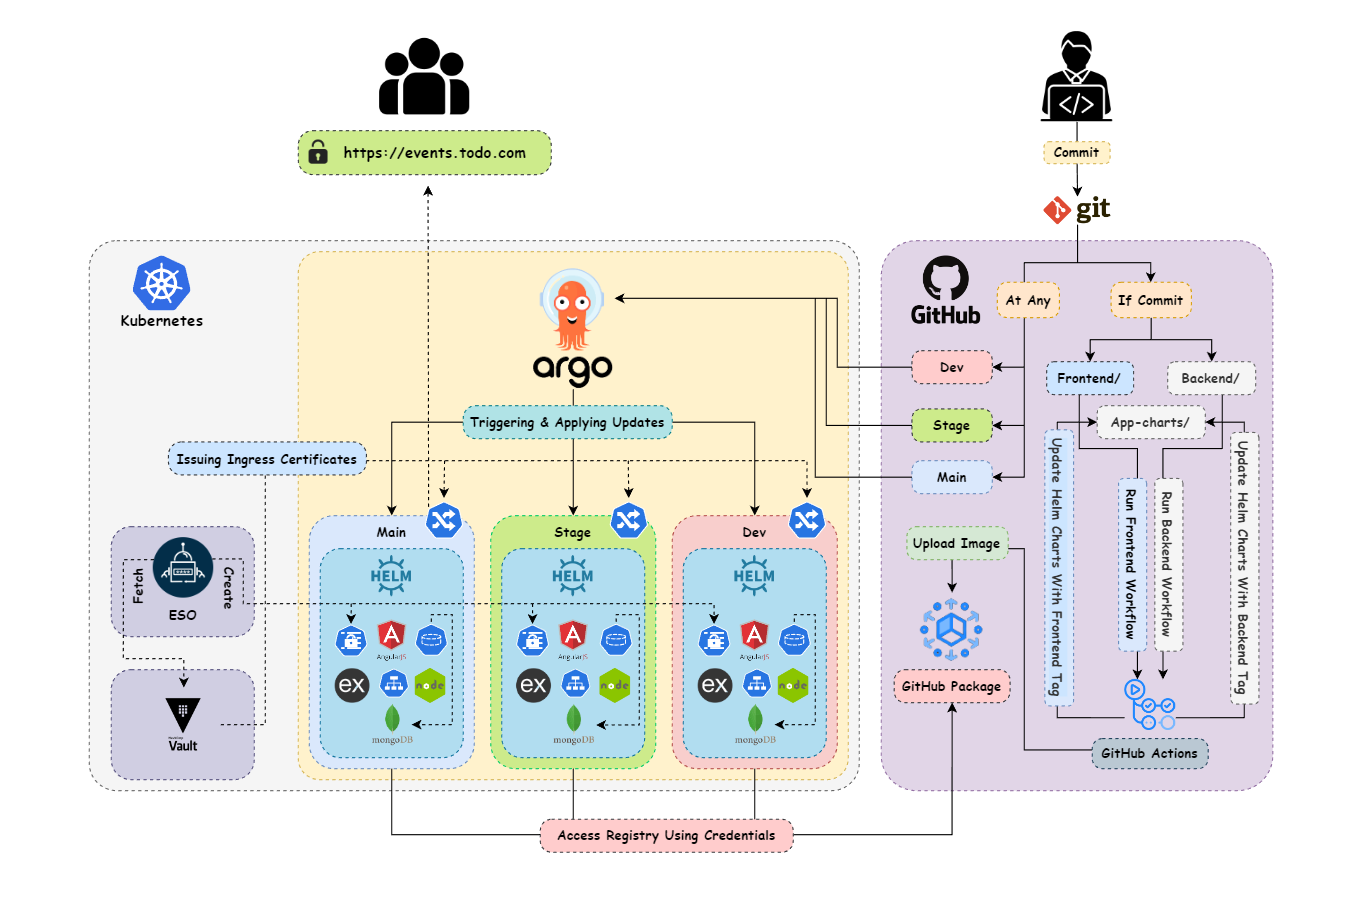 https://events.todo.com
Commit
git
Kubernetes
argo
GitHub
At Any
If Commit
Dev
Frontend/
Backend/
Stage
App-charts/
Main
Triggering & Applying Updates
Issuing Ingress Certificates
Update Helm Charts With Frontend Tag
Run Frontend Workflow
Run Backend Workflow
Update Helm Charts With Backend Tag
Upload Image
GitHub Package
GitHub Actions
Fetch
Create
ESO
Vault
Main
HELM
AngularJS
ex
node
mongoDB
Stage
HELM
AngularJS
ex
node
mongoDB
Dev
HELM
AngularJS
ex
node
mongoDB
Access Registry Using Credentials